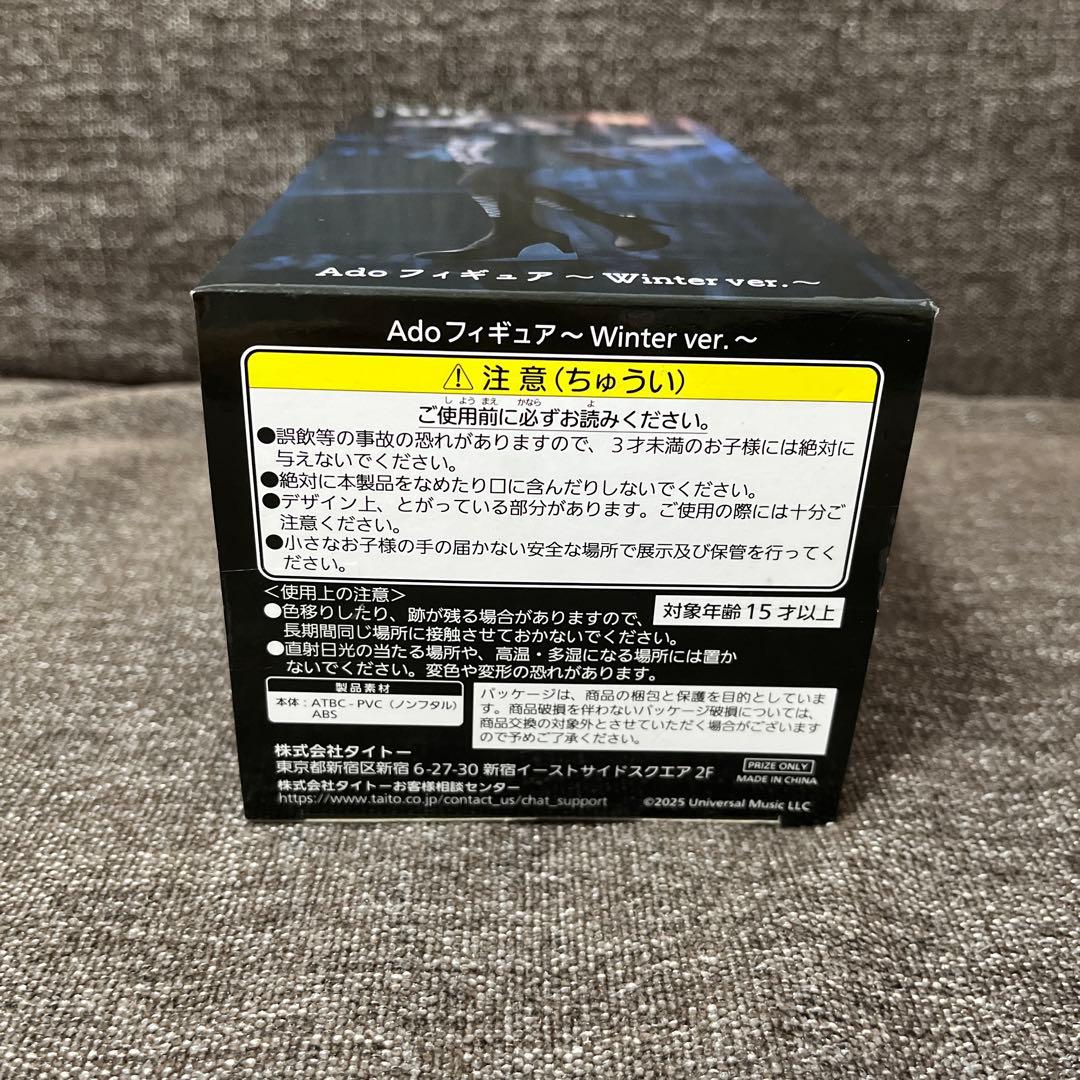 Ado フィギュア ～ Winter ver.～
Ado フィギュア～ Winter ver. ～
⚠ 注意(ちゅうい)
しようまえ かなら よ
ご使用前に必ずお読みください。
●誤飲等の事故の恐れがありますので、3才未満のお子様には絶対に
与えないでください。
●絶対に本製品をなめたり口に含んだりしないでください。
●デザイン上、とがっている部分があります。ご使用の際には十分ご
注意ください。
●小さなお子様の手の届かない安全な場所で展示及び保管を行ってく
ださい。
＜使用上の注意＞
●色移りしたり、跡が残る場合がありますので、
長期間同じ場所に接触させておかないでください。
対象年齢 15 才以上
●直射日光の当たる場所や、高温・多湿になる場所には置か
ないでください。変色や変形の恐れがあります。
製品素材
本体：ATBC-PVC（ノンフタル）
ABS
パッケージは、商品の梱包と保護を目的としていま
す。商品破損を伴わないパッケージ破損については、
商品交換の対象外とさせていただく場合がございます
ので予めご了承ください。
株式会社タイトー
東京都新宿区新宿 6-27-30 新宿イーストサイドスクエア 2F
株式会社タイトーお客様相談センター
https://www.taito.co.jp/contact_us/chat_support
PRIZE ONLY
MADE IN CHINA
©2025 Universal Music LLC